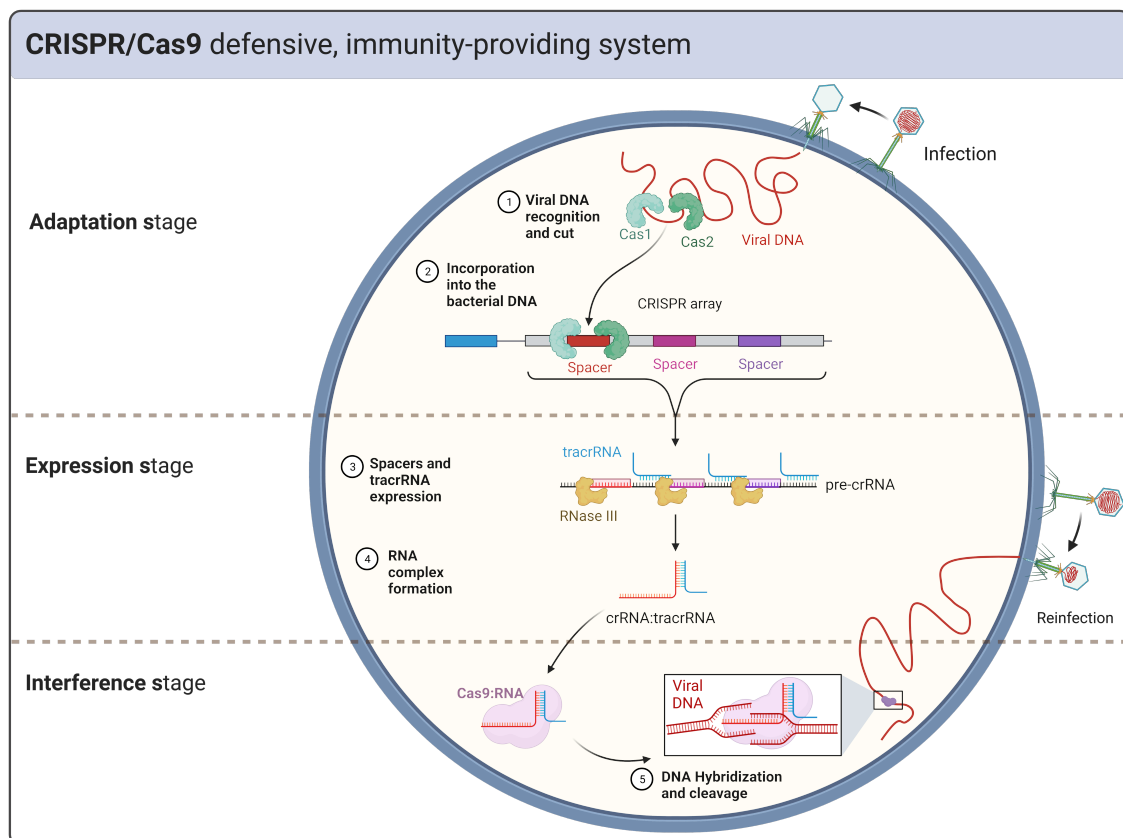 CRISPR/Cas9 defensive, immunity-providing system
Infection
Adaptation stage
1
Viral DNA
recognition
and cut
Cas1
Cas2
Viral DNA
2
Incorporation
into the
bacterial DNA
CRISPR array
Spacer
Spacer
Spacer
Expression stage
3
Spacers and
tracrRNA
expression
tracrRNA
pre-crRNA
RNase III
4
RNA
complex
formation
crRNA:tracrRNA
Reinfection
Interference stage
Cas9:RNA
Viral
DNA
5
DNA Hybridization
and cleavage